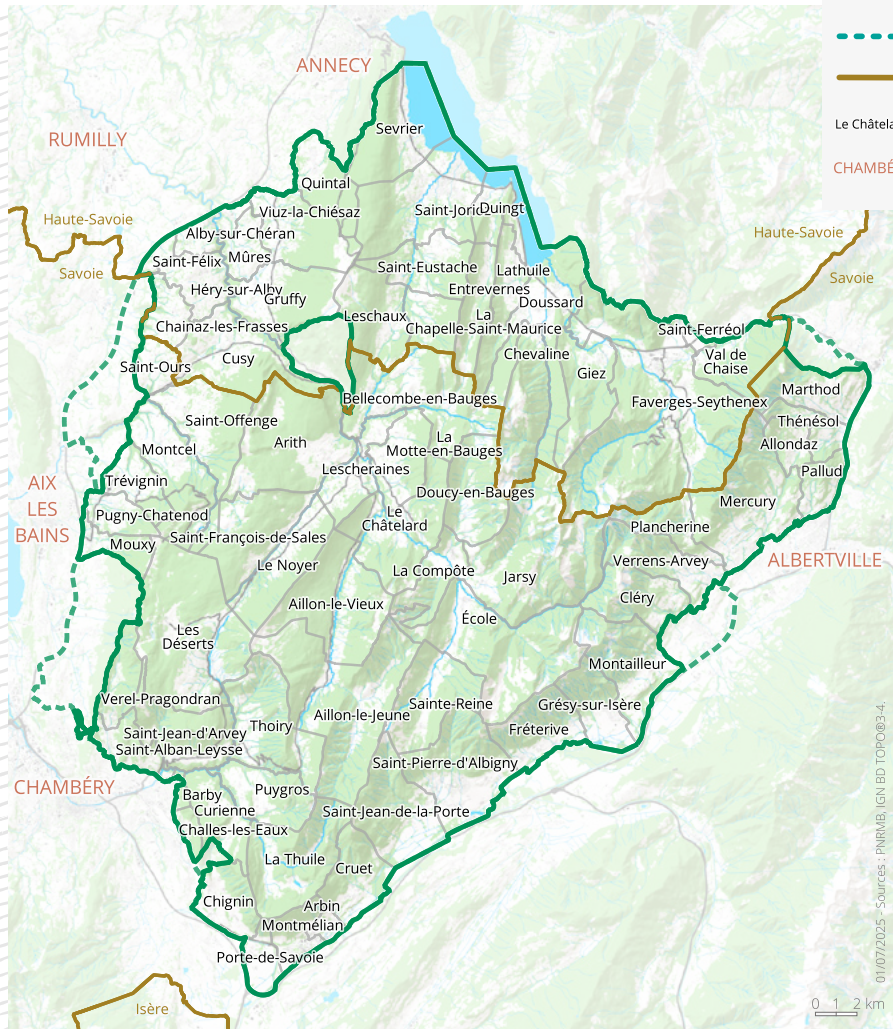 ANNECY
RUMILLY
Sevrier
Le Châtela
CHAMBÉ
Quintal
Viuz-la-Chiésaz
Saint-Jorio
Duingt
Haute-Savoie
Alby-sur-Chéran
Haute-Savoie
Savoie
Saint-Félix
Mûres
Saint-Eustache
Lathuile
Savoie
Héry-sur-Alby
Gruffy
Entrevernes
Doussard
Chainaz-les-Frasses
Leschaux
La
Chapelle-Saint-Maurice
Saint-Ferréol
Saint-Ours
Cusy
Chevaline
Giez
Val de
Chaise
Marthod
Bellecombe-en-Bauges
Faverges-Seythenex
Thénésol
Saint-Offenge
Arith
La
Motte-en-Bauges
Allondaz
Montcel
Lescheraines
Pallud
AIX
LES
BAINS
Trévignin
Doucy-en-Bauges
Mercury
Pugny-Chatenod
Le
Châtelard
Plancherine
Mouxy
Saint-François-de-Sales
Le Noyer
La Compôte
Jarsy
Verrens-Arvey
ALBERTVILLE
Aillon-le-Vieux
École
Cléry
Les
Déserts
Montailleur
Verel-Pragondran
Aillon-le-Jeune
Sainte-Reine
Grésy-sur-Isère
Saint-Jean-d'Arvey
Thoiry
Fréterive
Saint-Alban-Leysse
Saint-Pierre-d'Albigny
CHAMBÉRY
Barby
Puygros
Curienne
Saint-Jean-de-la-Porte
Challes-les-Eaux
La Thuile
Cruet
Chignin
Arbin
Montmélian
Porte-de-Savoie
Isère
0 1 2 km
01/07/2025 - Sources : PNRMB, IGN BD TOPO®3-4.